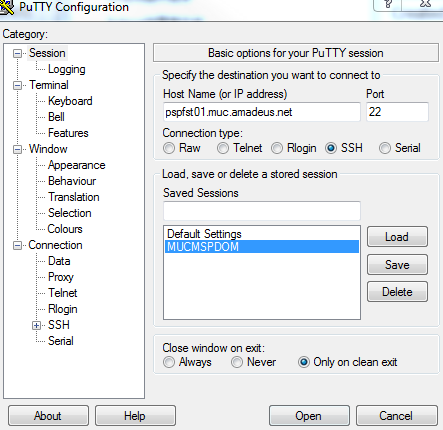 PuTTY Configuration
Category:
Session
Logging
Terminal
Keyboard
Bell
Features
Window
Appearance
Behaviour
Translation
Selection
Colours
Connection
Data
Proxy
Telnet
Rlogin
SSH
Serial
Basic options for your PuTTY session
Specify the destination you want to connect to
Host Name (or IP address) Port
pspfst01.muc.amadeus.net 22
Connection type:
Raw Telnet Rlogin SSH Serial
Load, save or delete a stored session
Saved Sessions
Default Settings
MUCMSPDOM
Load
Save
Delete
Close window on exit:
Always Never Only on clean exit
About Help Open Cancel